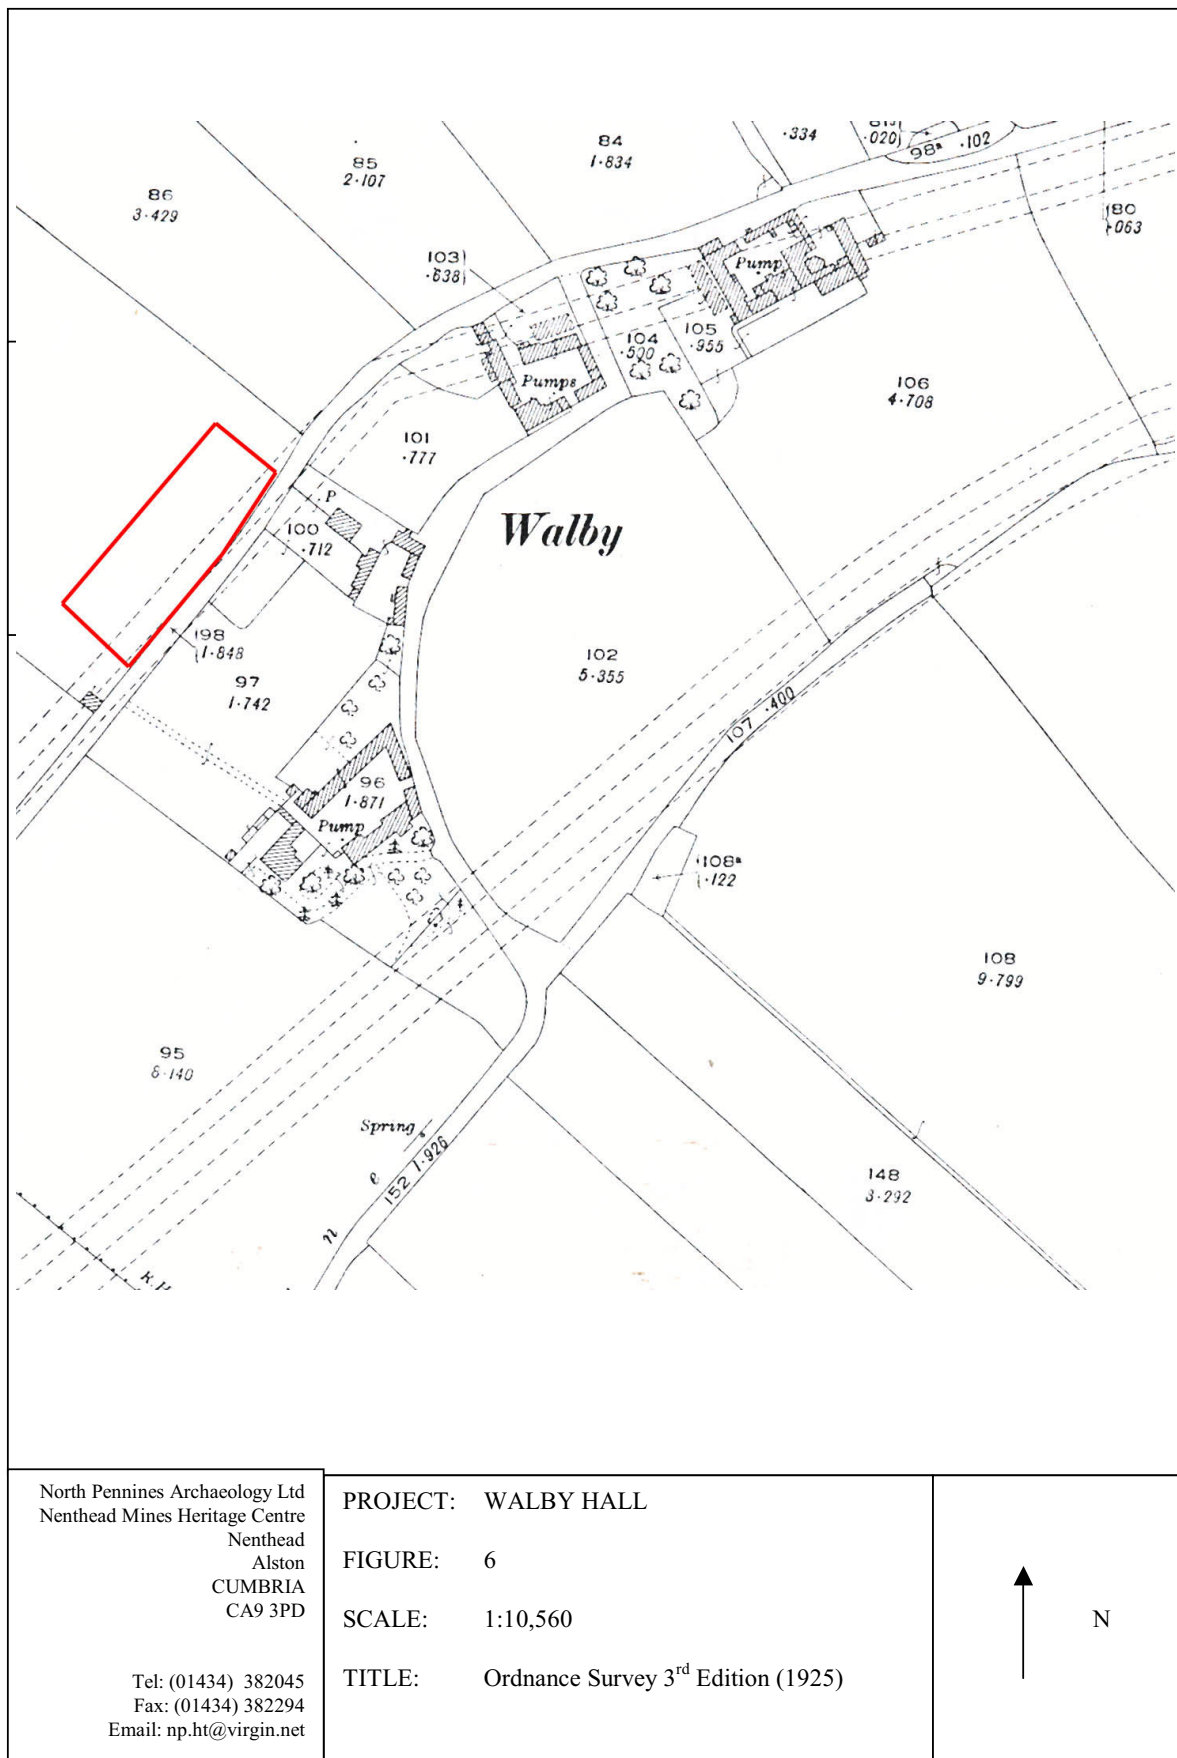 84
1·834
·334
·020)
98ª ·102
85
2·107
86
3·429
180
·063
103)
·638)
Pump
104
·500
105
·955
Pumps
106
4·708
101
·777
P
100
·712
Walby
198
1·848
102
5·355
97
1·742
107 ·400
96
1·871
Pump
108ª
·122
108
9·799
95
8·140
Spring
152 1·926
e
n
148
3·292
R.H
North Pennines Archaeology Ltd
Nenthead Mines Heritage Centre
Nenthead
Alston
CUMBRIA
CA9 3PD
Tel: (01434) 382045
Fax: (01434) 382294
Email: np.ht@virgin.net
PROJECT: WALBY HALL
FIGURE: 6
SCALE: 1:10,560
TITLE: Ordnance Survey 3rd Edition (1925)
N